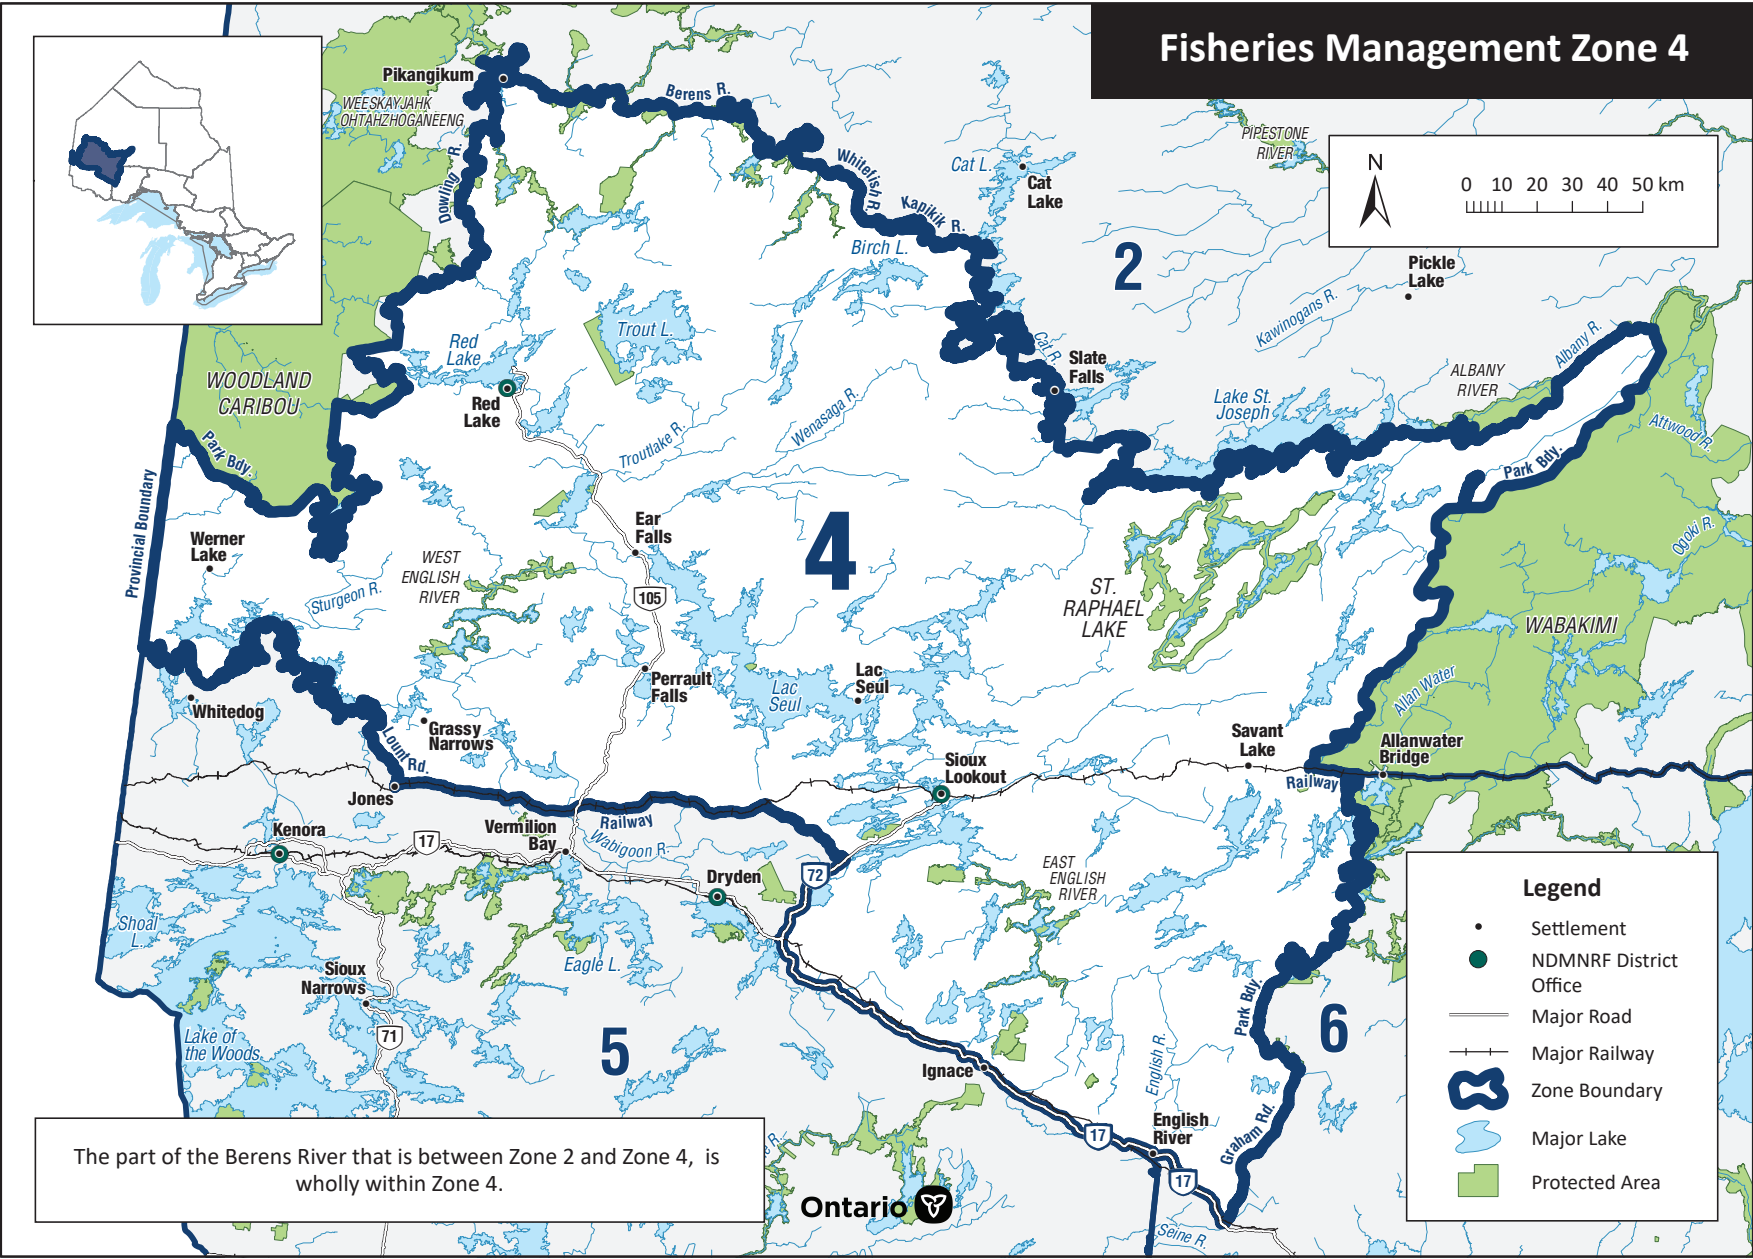 Fisheries Management Zone 4
Pikangikum
WEESKAYJAHK
OHTAHZHOGANEENG
Berens R.
Dowling R.
Whitefish R.
Kapikik R.
Birch L.
Cat L.
Cat
Lake
PIPESTONE
RIVER
N
0 10 20 30 40 50 km
2
Pickle
Lake
Kawinogans R.
Cat R.
Slate
Falls
Albany R.
ALBANY
RIVER
Lake St.
Joseph
Attwood R.
Park Bdy.
Ogoki R.
WOODLAND
CARIBOU
Park Bdy.
Red
Lake
Red
Lake
Trout L.
Troutlake R.
Wenasaga R.
Provincial Boundary
Werner
Lake
Sturgeon R.
WEST
ENGLISH
RIVER
Ear
Falls
105
4
ST.
RAPHAEL
LAKE
WABAKIMI
Allan Water
Whitedog
Grassy
Narrows
Perrault
Falls
Lac
Seul
Lac
Seul
Lount Rd.
Jones
Sioux
Lookout
Savant
Lake
Allanwater
Bridge
Railway
Railway
Kenora
17
Vermilion
Bay
Wabigoon R.
72
Dryden
EAST
ENGLISH
RIVER
Shoal
L.
Eagle L.
Sioux
Narrows
71
Lake of
the Woods
5
Ignace
English R.
English
River
17
17
Park Bdy.
Graham Rd.
6
Seine R.
e R.
Legend
Settlement
NDMNRF District
Office
Major Road
Major Railway
Zone Boundary
Major Lake
Protected Area
The part of the Berens River that is between Zone 2 and Zone 4, is
wholly within Zone 4.
Ontario